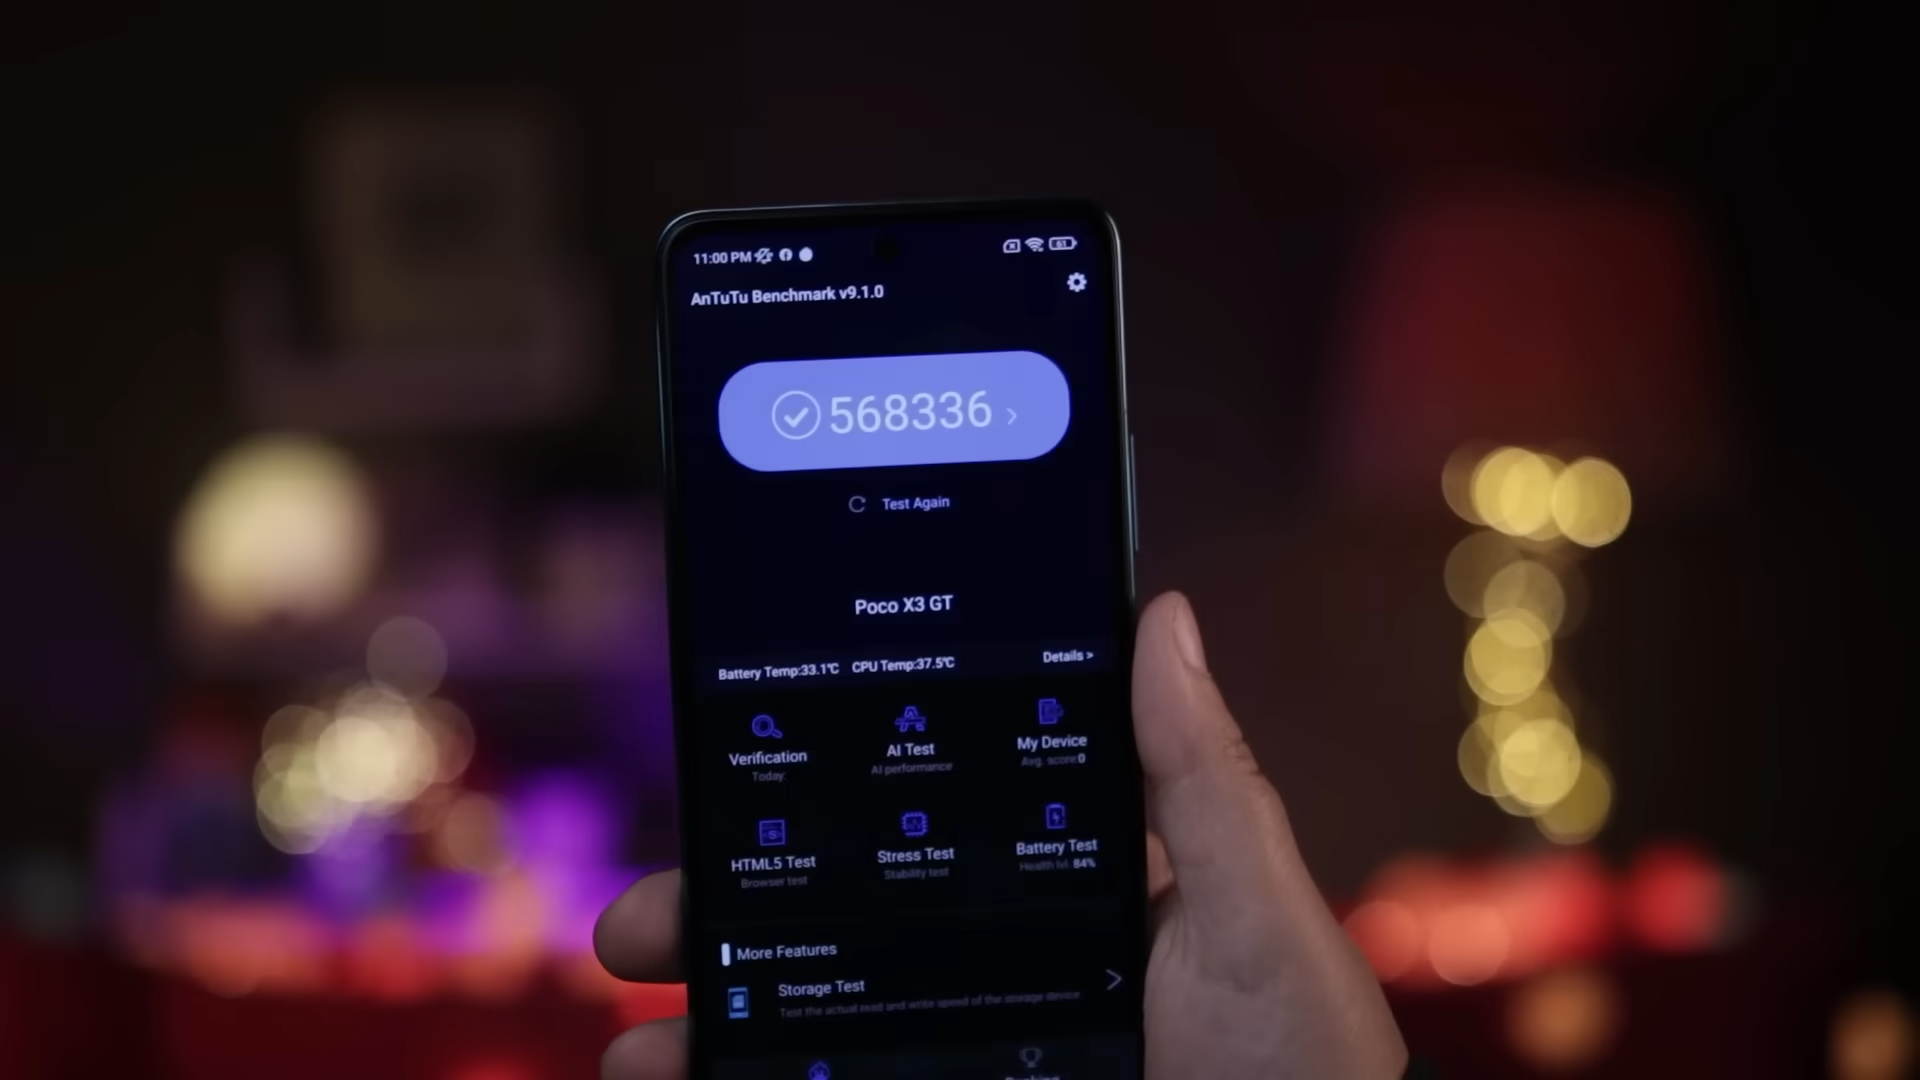 11:00 PM
61
AnTuTu Benchmark v9.1.0
568336
Test Again
Poco X3 GT
Battery Temp:33.1℃ CPU Temp:37.5℃ Details >
Verification
Today:
AI Test
AI performance
My Device
Avg. score:0
HTML5 Test
Browser test
Stress Test
Stability test
Battery Test
Health lvl: 84%
More Features
Storage Test
Test the actual read and write speed of the storage device